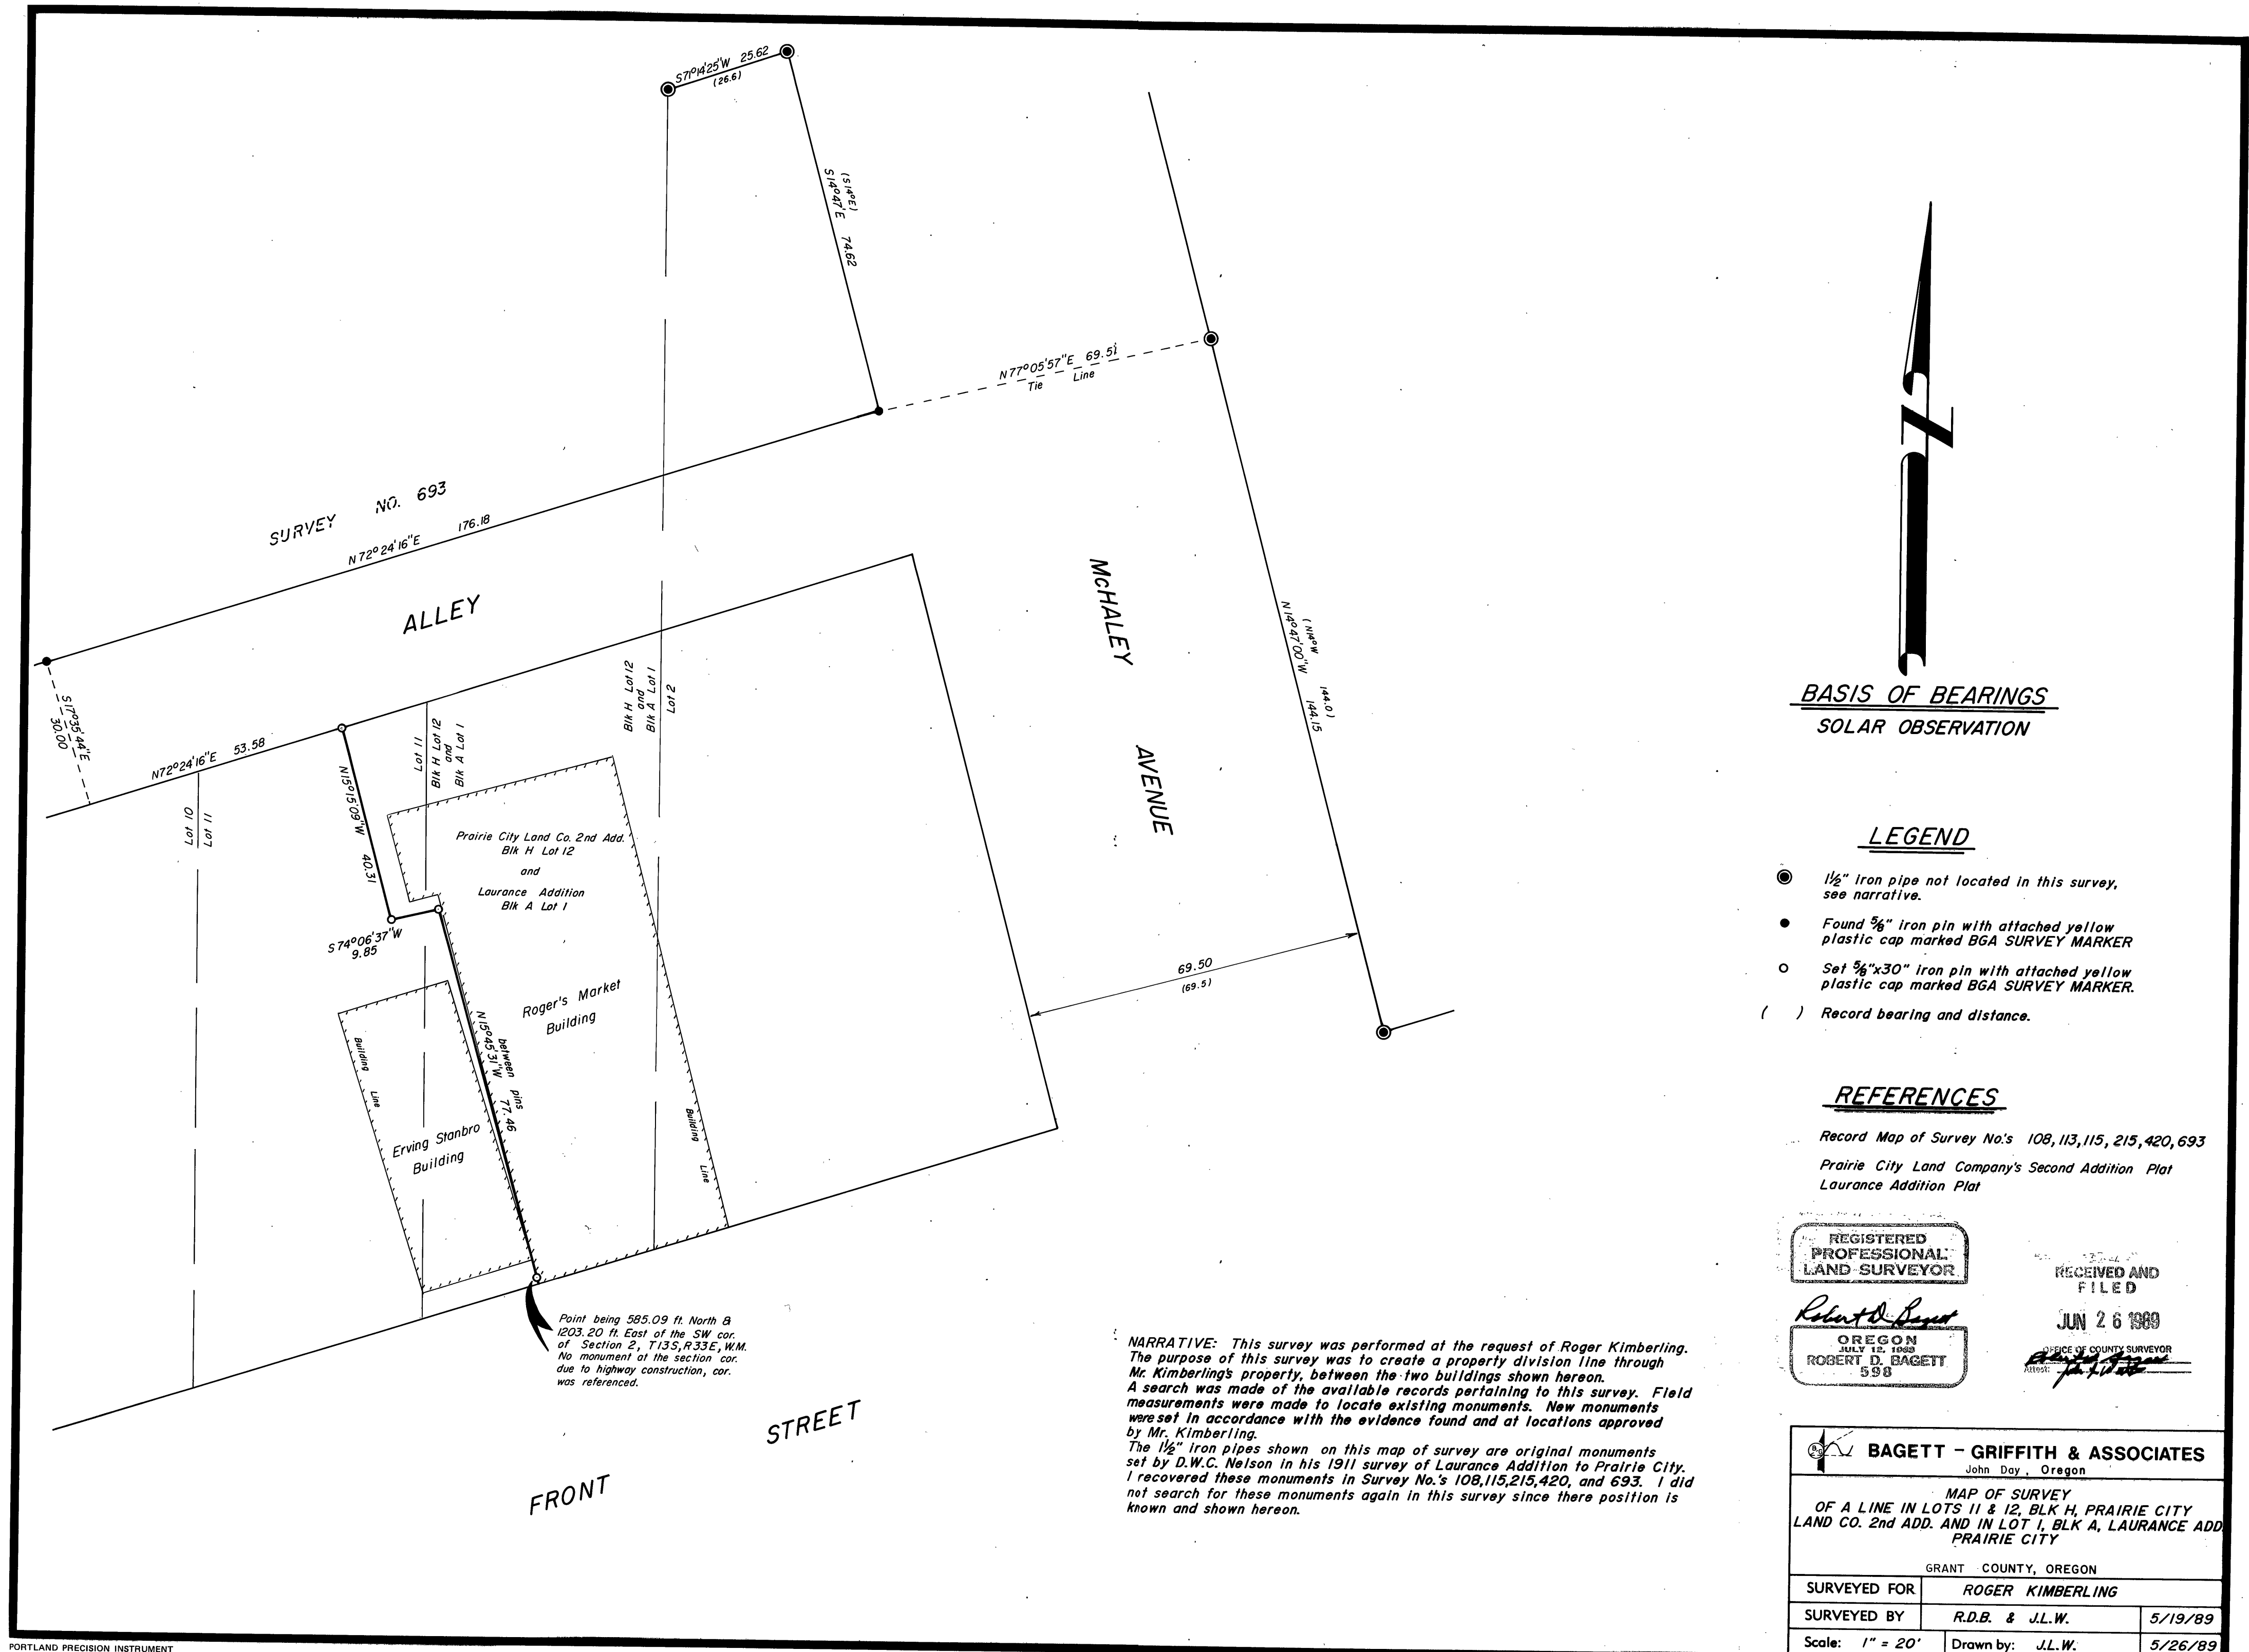 S71°14'25"W 25.62
(26.6)
(S14°E)
S14°47'E 74.62
N77°05'57"E 69.51
Tie Line
SURVEY NO. 693
N72°24'16"E 176.18
ALLEY
McHALEY
AVENUE
(N14°W 144.0)
N14°47'00"W 144.15
S17°35'44"E
30.00
N72°24'16"E 53.58
Lot 10
Lot 11
N15°15'09"W 40.31
Lot 11
Blk H Lot 12
and
Blk A Lot 1
Blk H Lot 12
and
Blk A Lot 1
Lot 2
Prairie City Land Co. 2nd Add.
Blk H Lot 12
and
Laurance Addition
Blk A Lot 1
S74°06'37"W
9.85
Roger's Market
Building
between pins
N15°45'31"W 77.46
Building Line
Erving Stanbro
Building
Building Line
69.50
(69.5)
Point being 585.09 ft. North &
1203.20 ft. East of the SW cor.
of Section 2, T13S, R33E, W.M.
No monument at the section cor.
due to highway construction, cor.
was referenced.
FRONT STREET
BASIS OF BEARINGS
SOLAR OBSERVATION
LEGEND
1½" iron pipe not located in this survey,
see narrative.
Found ⅝" iron pin with attached yellow
plastic cap marked BGA SURVEY MARKER
Set ⅝"x30" iron pin with attached yellow
plastic cap marked BGA SURVEY MARKER.
( ) Record bearing and distance.
REFERENCES
Record Map of Survey No.'s 108, 113, 115, 215, 420, 693
Prairie City Land Company's Second Addition Plat
Laurance Addition Plat
REGISTERED
PROFESSIONAL
LAND SURVEYOR
Robert D. Bagett
OREGON
JULY 12, 1963
ROBERT D. BAGETT
598
RECEIVED AND
FILED
JUN 26 1989
OFFICE OF COUNTY SURVEYOR
Attest:
NARRATIVE: This survey was performed at the request of Roger Kimberling.
The purpose of this survey was to create a property division line through
Mr. Kimberling's property, between the two buildings shown hereon.
A search was made of the available records pertaining to this survey. Field
measurements were made to locate existing monuments. New monuments
were set in accordance with the evidence found and at locations approved
by Mr. Kimberling.
The 1½" iron pipes shown on this map of survey are original monuments
set by D.W.C. Nelson in his 1911 survey of Laurance Addition to Prairie City.
I recovered these monuments in Survey No.'s 108, 115, 215, 420, and 693. I did
not search for these monuments again in this survey since there position is
known and shown hereon.
BAGETT - GRIFFITH & ASSOCIATES
John Day, Oregon
MAP OF SURVEY
OF A LINE IN LOTS 11 & 12, BLK H, PRAIRIE CITY
LAND CO. 2nd ADD. AND IN LOT 1, BLK A, LAURANCE ADD.
PRAIRIE CITY
GRANT COUNTY, OREGON
SURVEYED FOR ROGER KIMBERLING
SURVEYED BY R.D.B. & J.L.W. 5/19/89
Scale: 1" = 20' Drawn by: J.L.W. 5/26/89
PORTLAND PRECISION INSTRUMENT